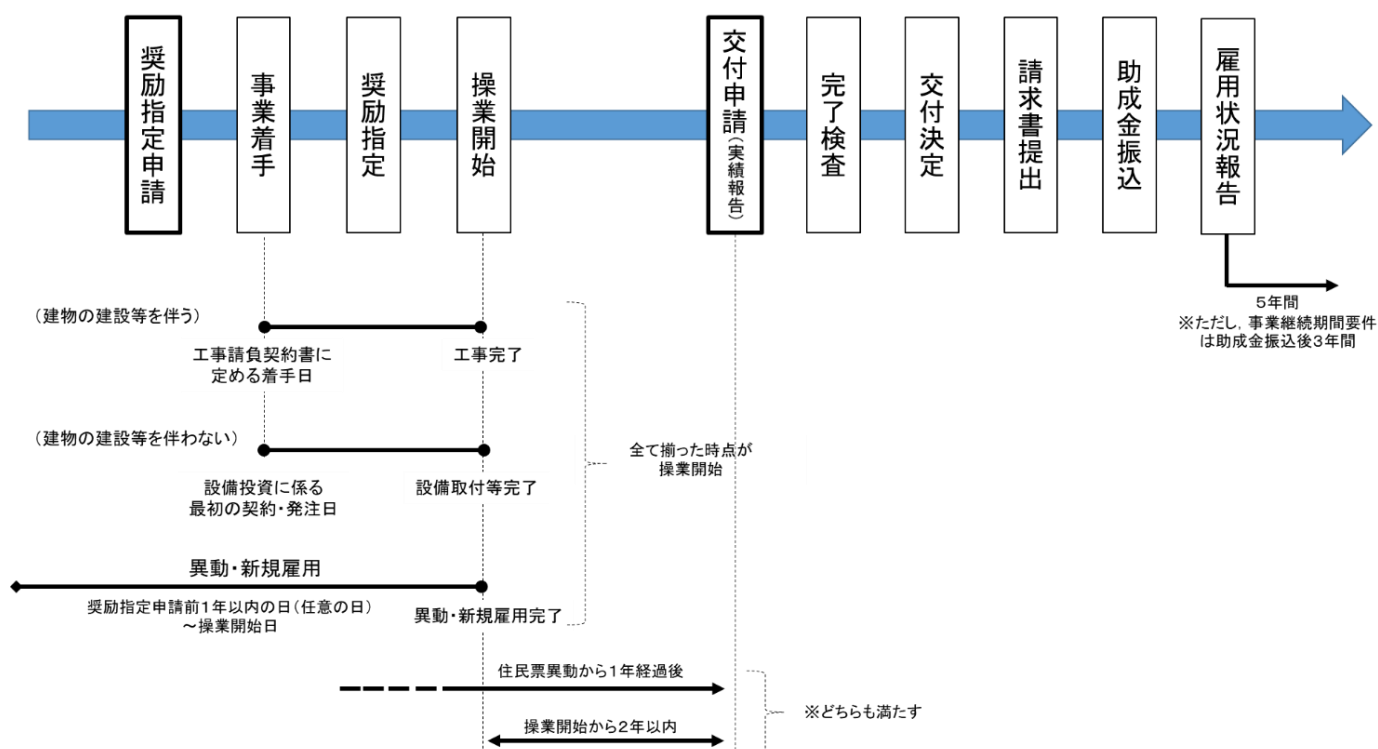 奨励指定申請
事業着手
奨励指定
操業開始
交付申請（実績報告）
完了検査
交付決定
請求書提出
助成金振込
雇用状況報告
５年間
※ただし，事業継続期間要件
は助成金振込後３年間
（建物の建設等を伴う）
工事請負契約書に
定める着手日
工事完了
（建物の建設等を伴わない）
設備投資に係る
最初の契約・発注日
設備取付等完了
全て揃った時点が
操業開始
異動・新規雇用
奨励指定申請前１年以内の日（任意の日）
～操業開始日
異動・新規雇用完了
住民票異動から１年経過後
操業開始から２年以内
※どちらも満たす